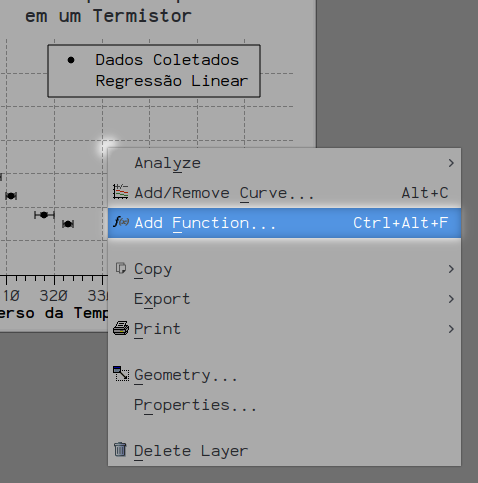 em um Termistor
Dados Coletados
Regressão Linear
Analyze
Add/Remove Curve... Alt+C
Add Function... Ctrl+Alt+F
Copy
Export
Print
Geometry...
Properties...
Delete Layer
10 320 330
erso da Temp